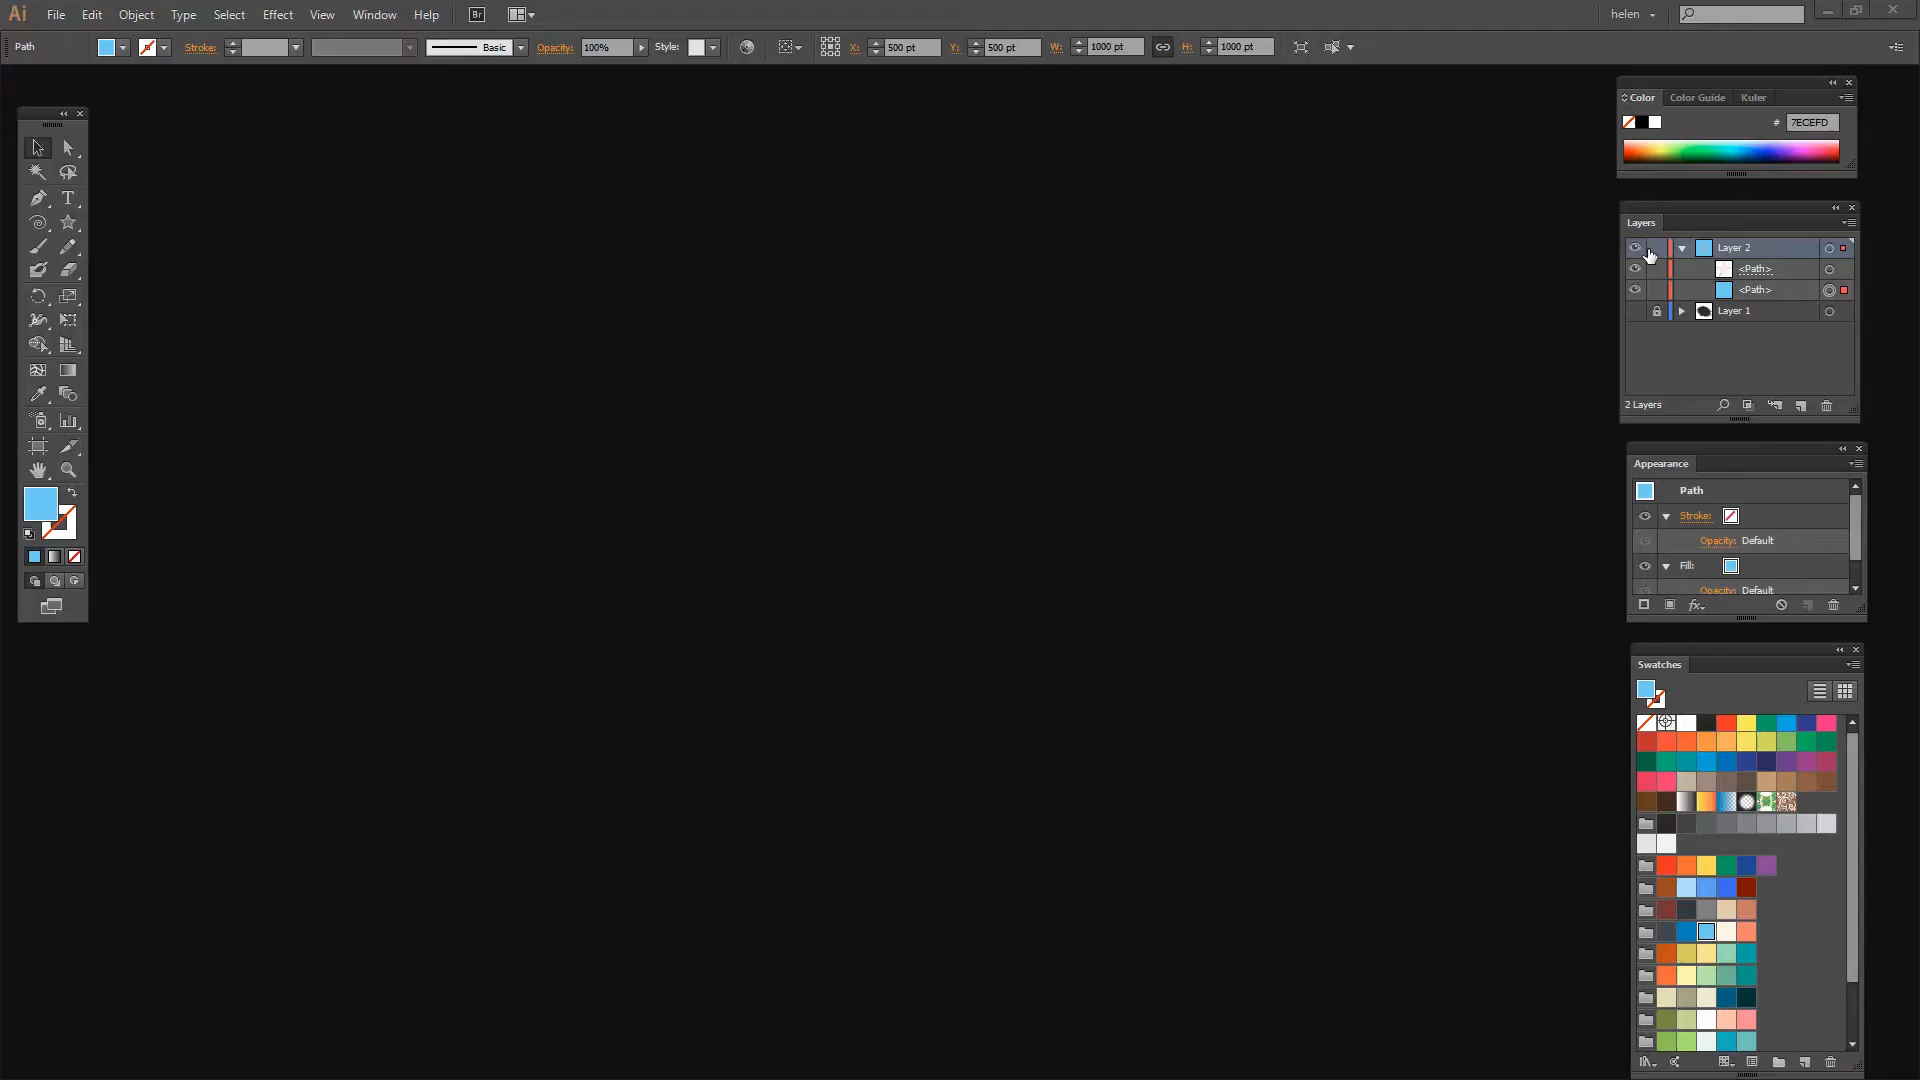 Ai File Edit Object Type Select Effect View Window Help Br helen
Path Stroke: Basic Opacity: 100% Style: X: 500 pt Y: 500 pt W: 1000 pt H: 1000 pt
Color Color Guide Kuler
# 7ECEFD
Layers
Layer 2
<Path>
<Path>
Layer 1
2 Layers
Appearance
Path
Stroke:
Opacity: Default
Fill:
Opacity: Default
fx
Swatches
T